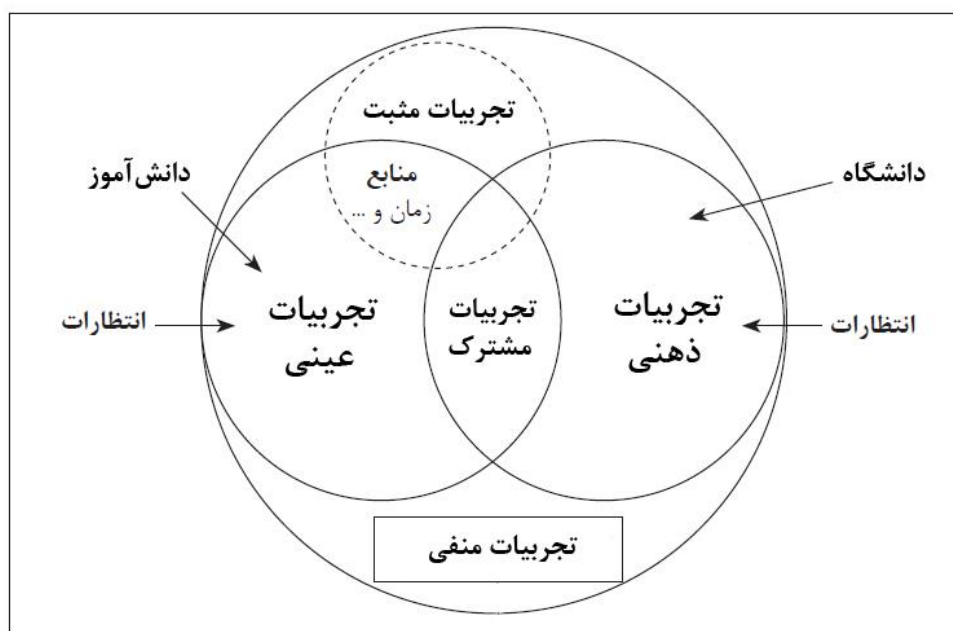 تجربیات مثبت
دانش‌آموز
منابع
زمان و ...
دانشگاه
انتظارات
تجربیات
عینی
تجربیات
مشترک
تجربیات
ذهنی
انتظارات
تجربیات منفی